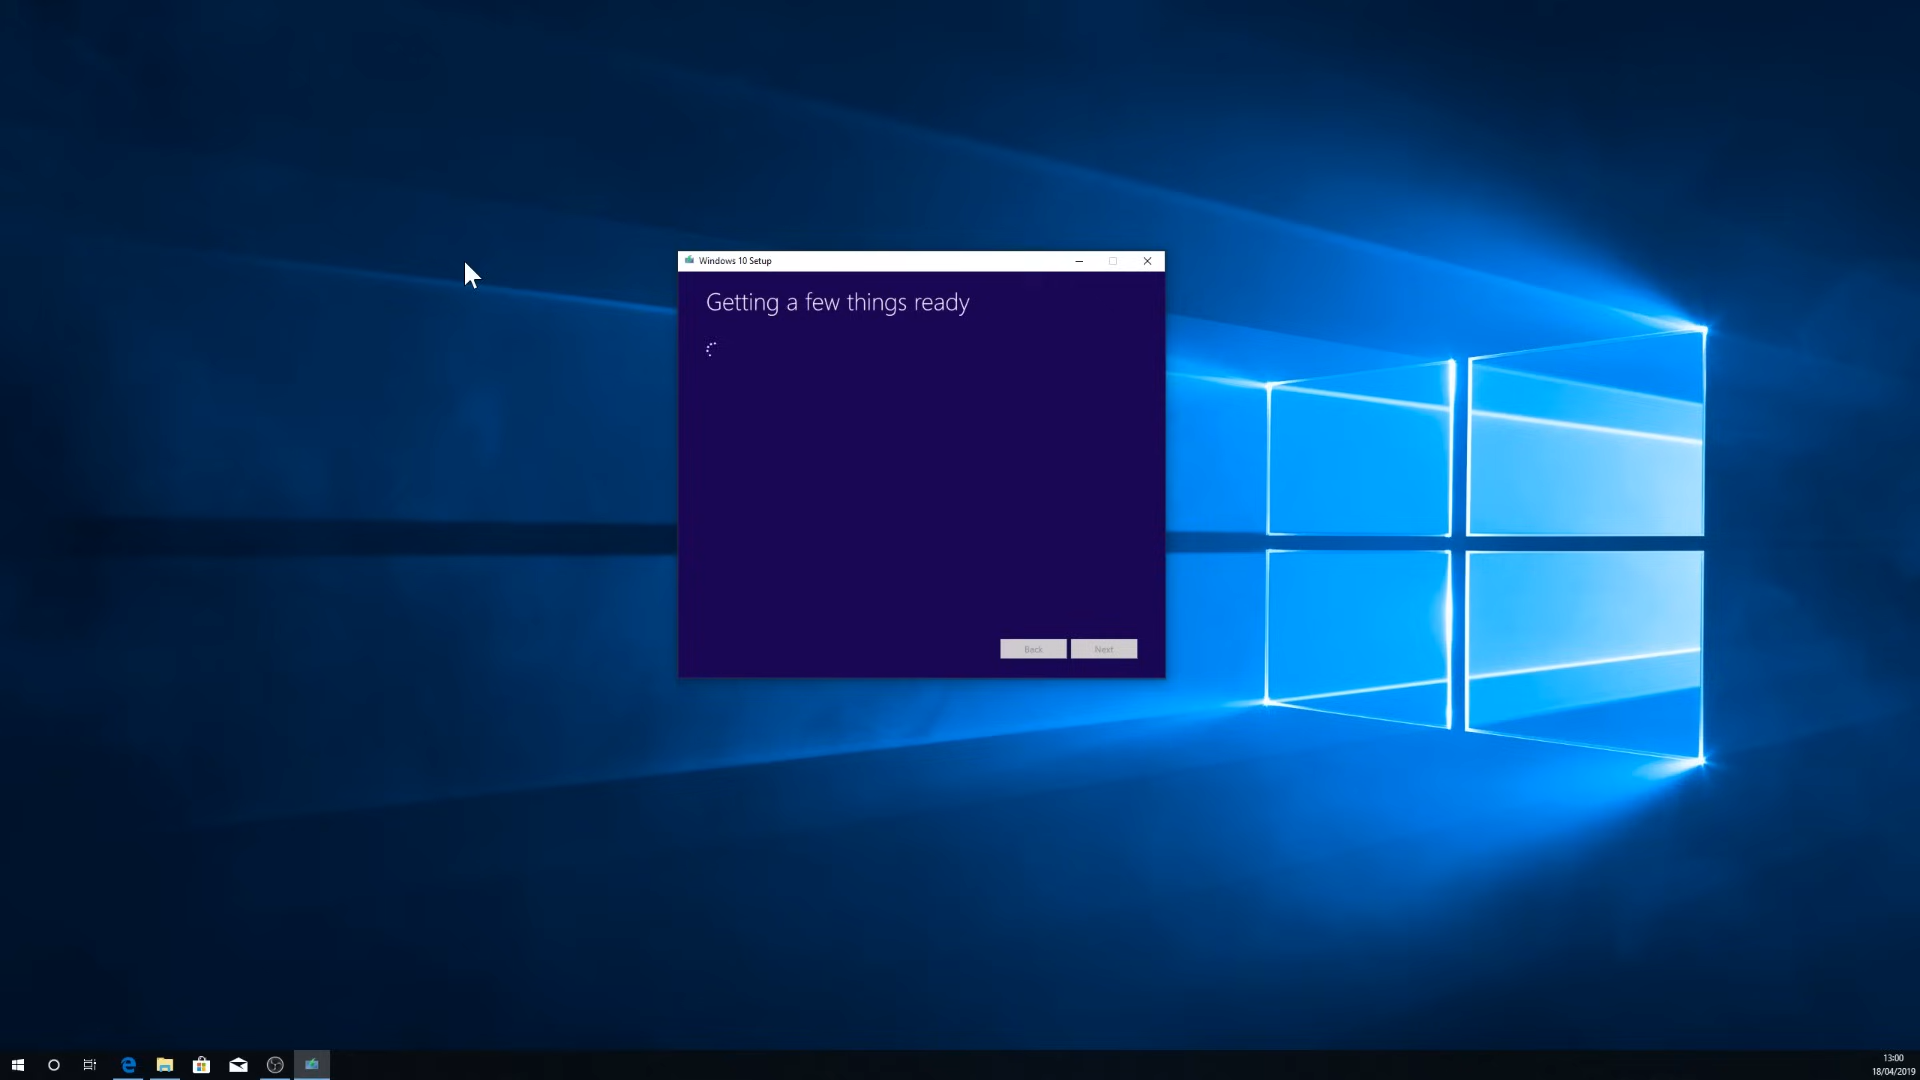 Windows 10 Setup
Getting a few things ready
Back
Next
13:00
18/04/2019